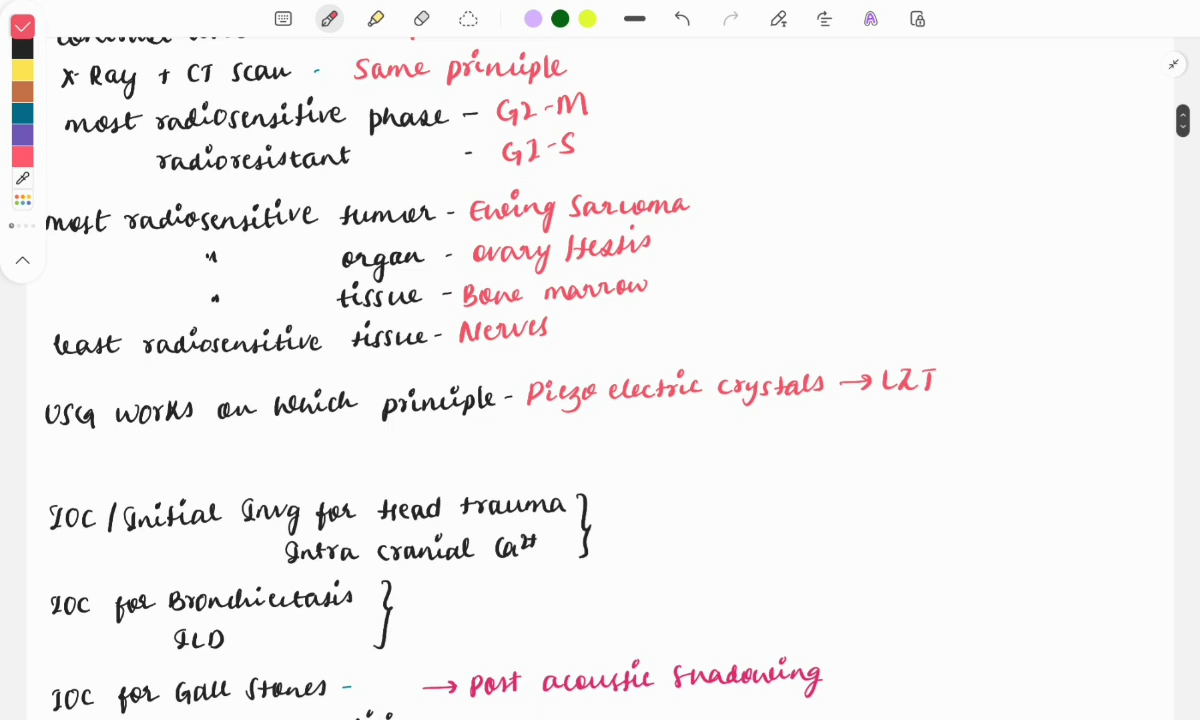 X-Ray + CT Scan - Same principle
most radiosensitive phase - G2-M
radioresistant - G1-S
most radiosensitive tumer - Ewing Sarcoma
" organ - ovary /testis
" tissue - Bone marrow
least radiosensitive tissue - Nerves
USG works on which principle - Piezo electric crystals → LZT
IOC / Initial Invg for Head trauma }
Intra cranial Ca2+
IOC for Bronchiectasis }
ILD
IOC for Gall Stones - → Post acoustic Shadowing